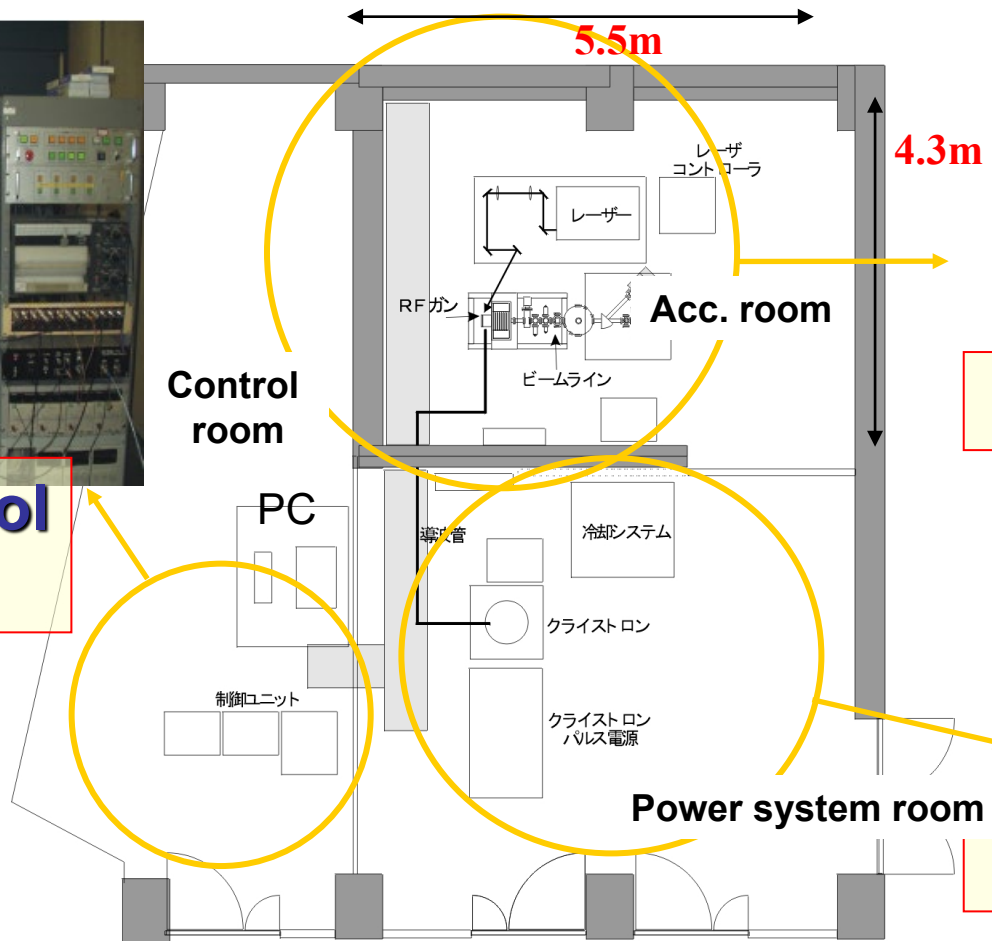 5.5m
4.3m
レーザ
コントローラ
レーザー
RFガン
Acc. room
ビームライン
Control
room
ol
PC
導波管
冷却システム
クライストロン
制御ユニット
クライストロン
パルス電源
Power system room